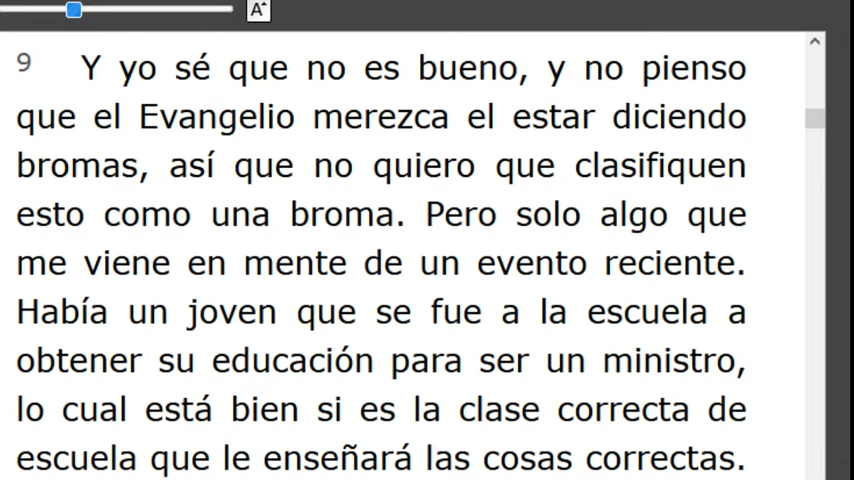 A
9 Y yo sé que no es bueno, y no pienso
que el Evangelio merezca el estar diciendo
bromas, así que no quiero que clasifiquen
esto como una broma. Pero solo algo que
me viene en mente de un evento reciente.
Había un joven que se fue a la escuela a
obtener su educación para ser un ministro,
lo cual está bien si es la clase correcta de
escuela que le enseñará las cosas correctas.